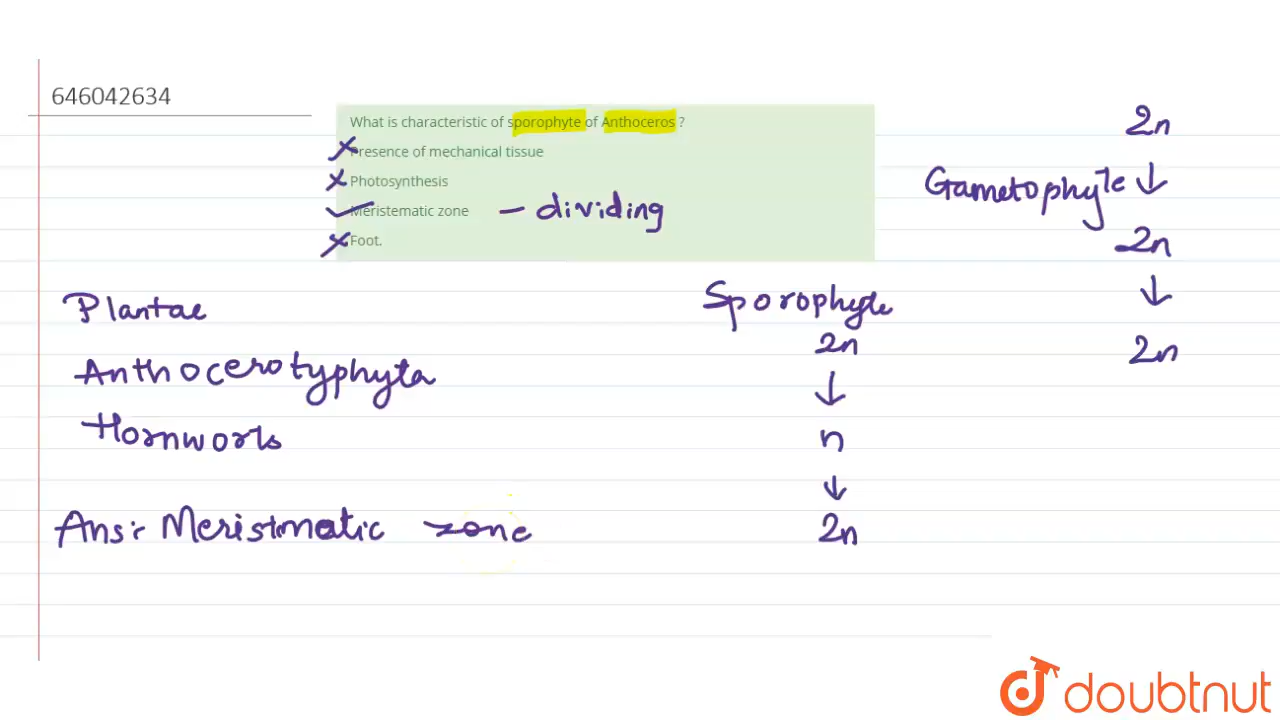 646042634
What is characteristic of sporophyte of Anthoceros ?
Presence of mechanical tissue
Photosynthesis
Meristematic zone - dividing
Foot.
2n
Gametophyte ↓
2n
↓
2n
Plantae
Anthocerotyphyta
Hornworts
Sporophyte
2n
↓
n
↓
2n
Ans:- Meristmatic zone
doubtnut